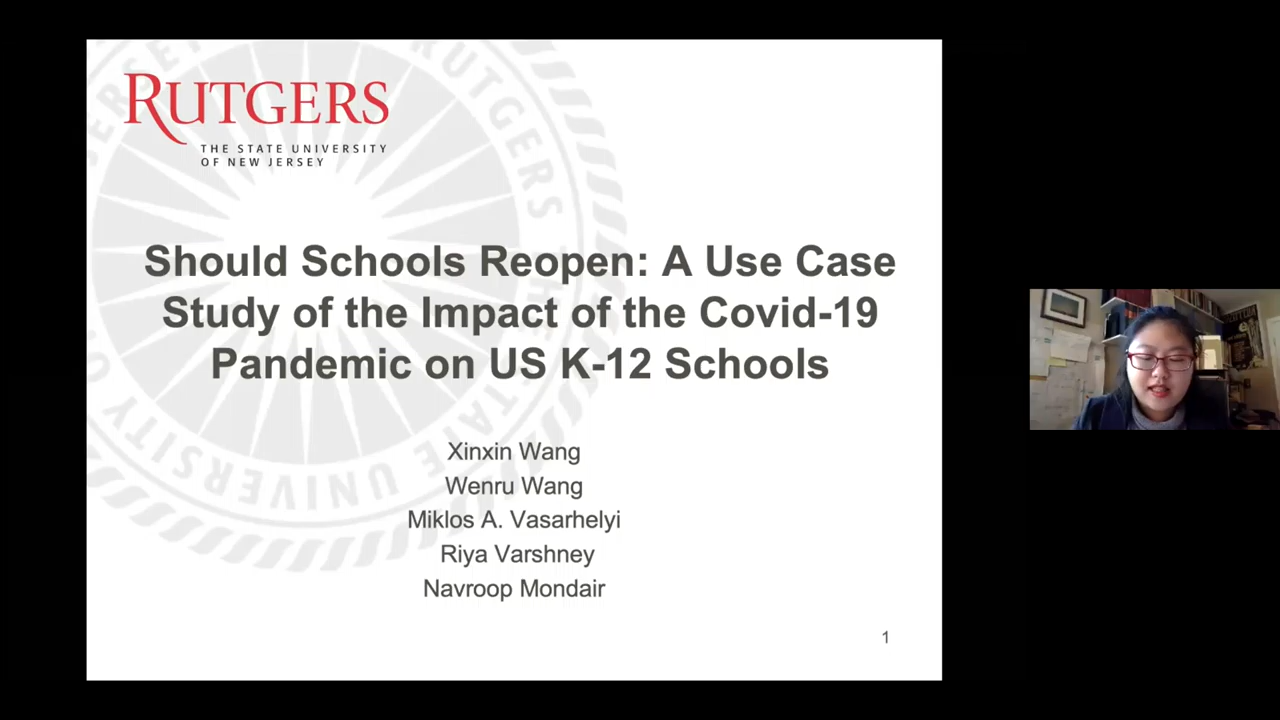 RUTGERS
THE STATE UNIVERSITY
OF NEW JERSEY
Should Schools Reopen: A Use Case
Study of the Impact of the Covid-19
Pandemic on US K-12 Schools
Xinxin Wang
Wenru Wang
Miklos A. Vasarhelyi
Riya Varshney
Navroop Mondair
1